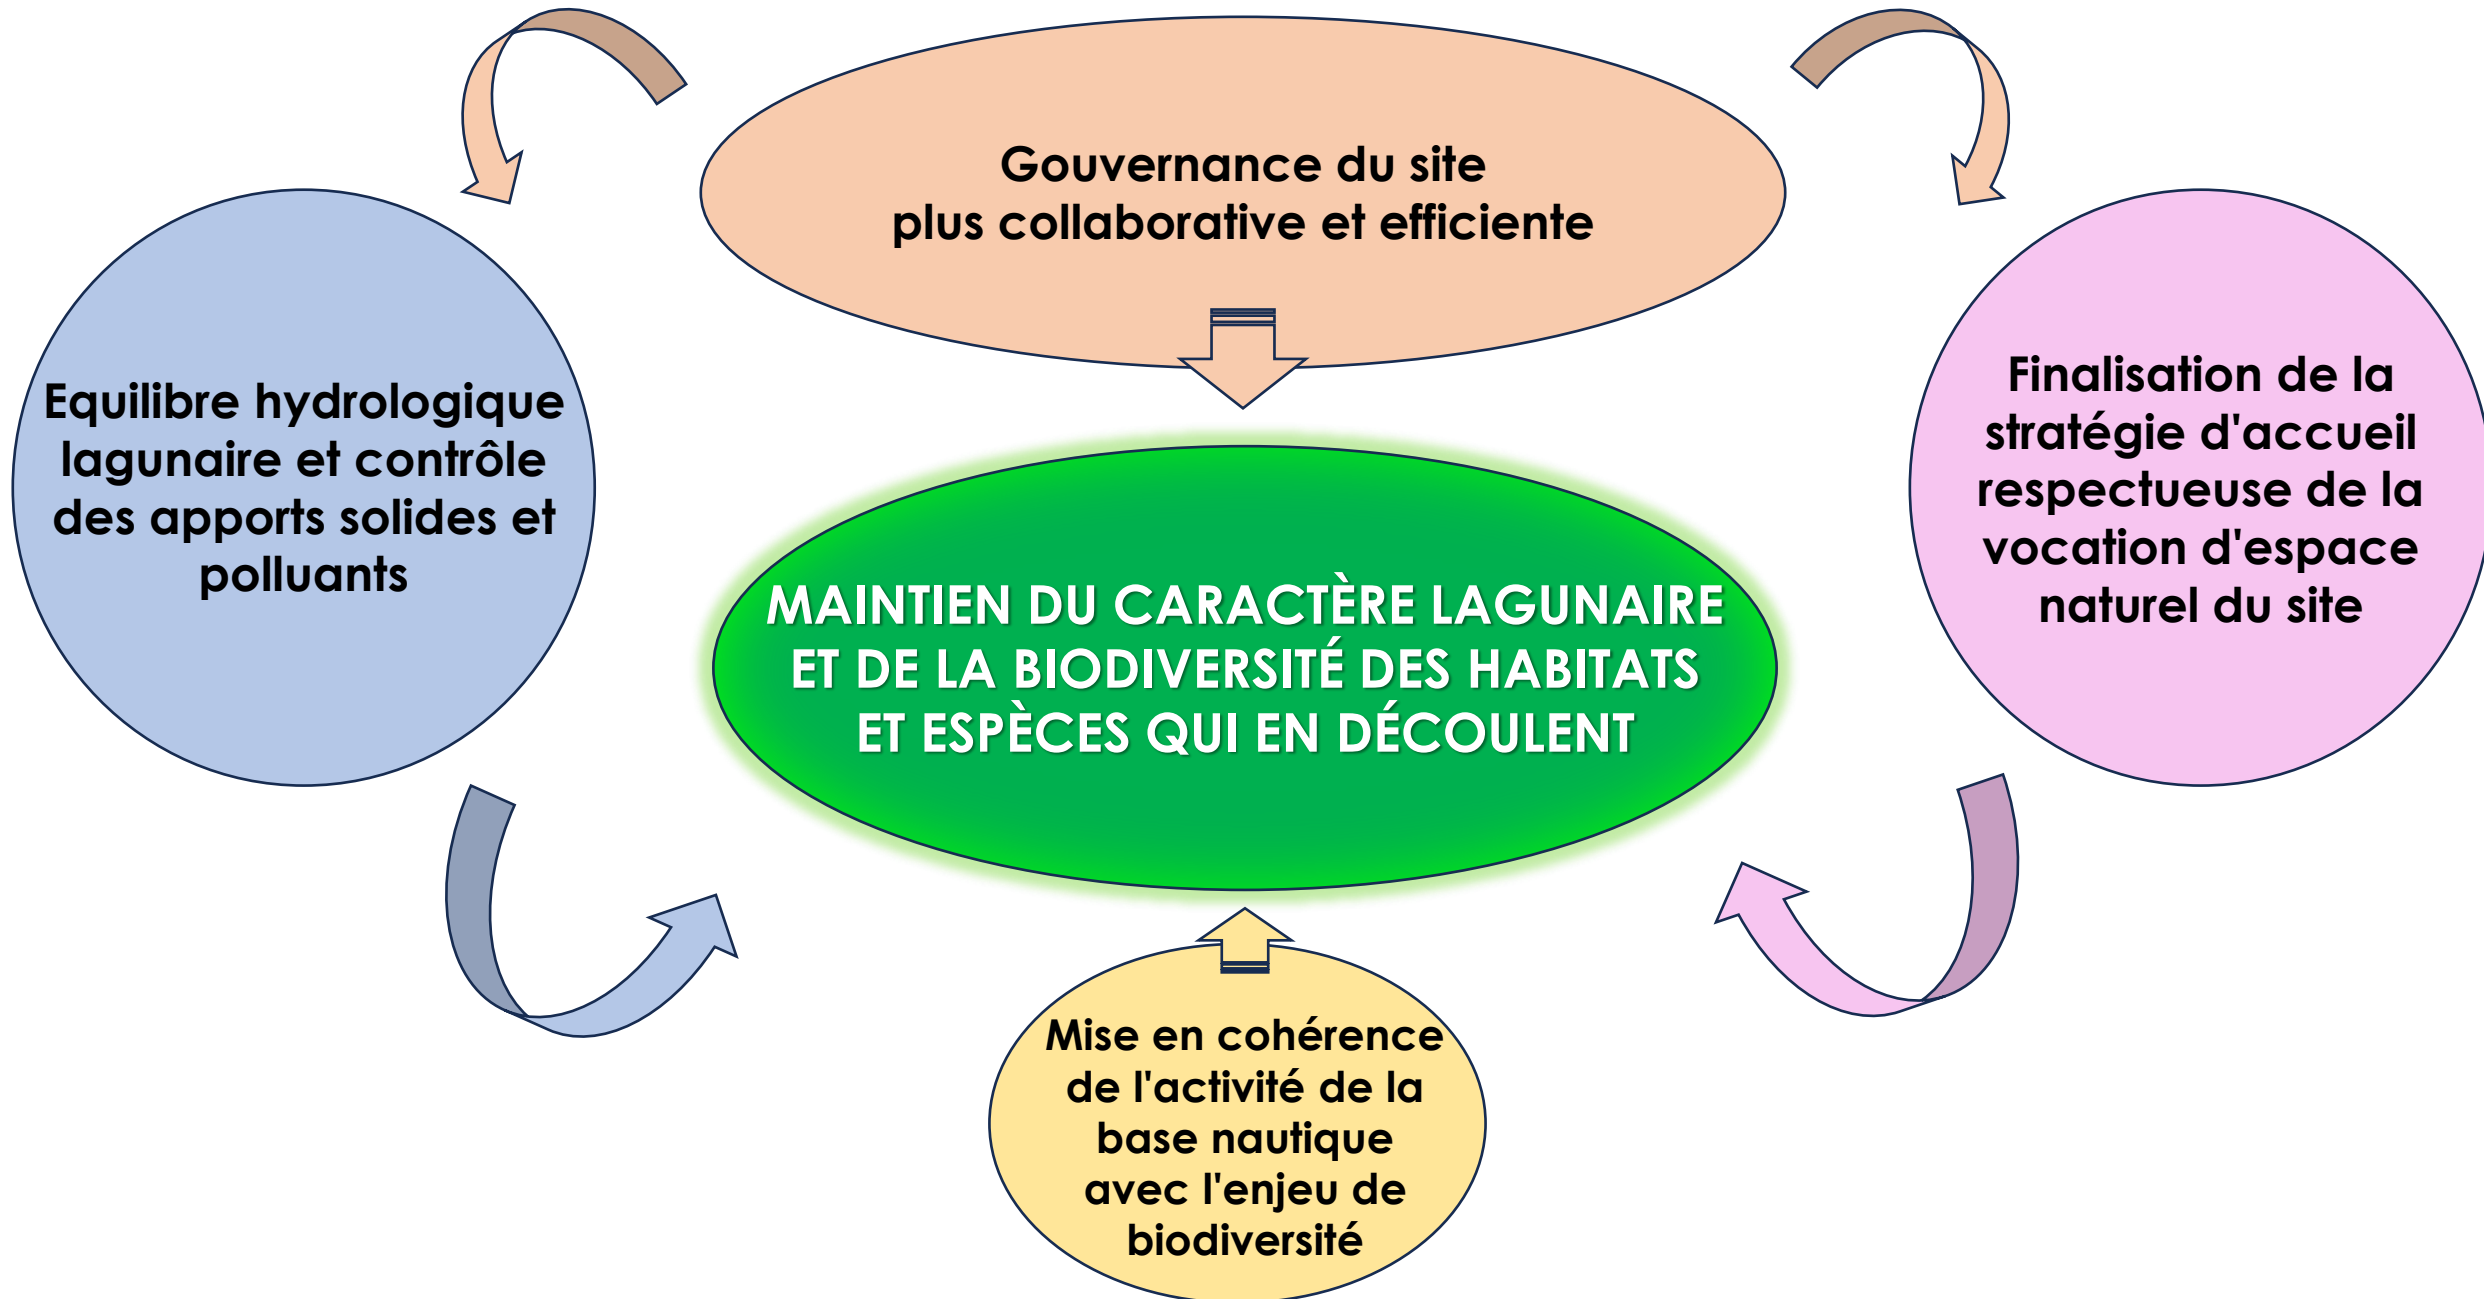 Gouvernance du site
plus collaborative et efficiente
Equilibre hydrologique
lagunaire et contrôle
des apports solides et
polluants
Finalisation de la
stratégie d'accueil
respectueuse de la
vocation d'espace
naturel du site
MAINTIEN DU CARACTÈRE LAGUNAIRE
ET DE LA BIODIVERSITÉ DES HABITATS
ET ESPÈCES QUI EN DÉCOULENT
Mise en cohérence
de l'activité de la
base nautique
avec l'enjeu de
biodiversité